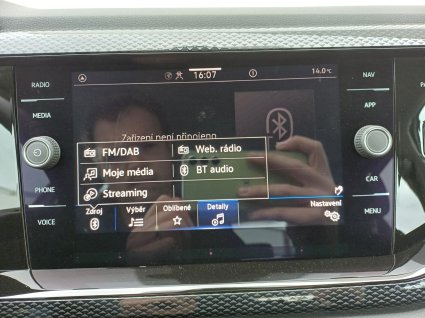 RADIO
MEDIA
PHONE
VOICE
NAV
APP
CAR
MENU
16:07
14.0°C
Zařízení není připojeno
FM/DAB
Web. rádio
Moje média
BT audio
Streaming
Zdroj
Výběr
Oblíbené
Detaily
Nastavení